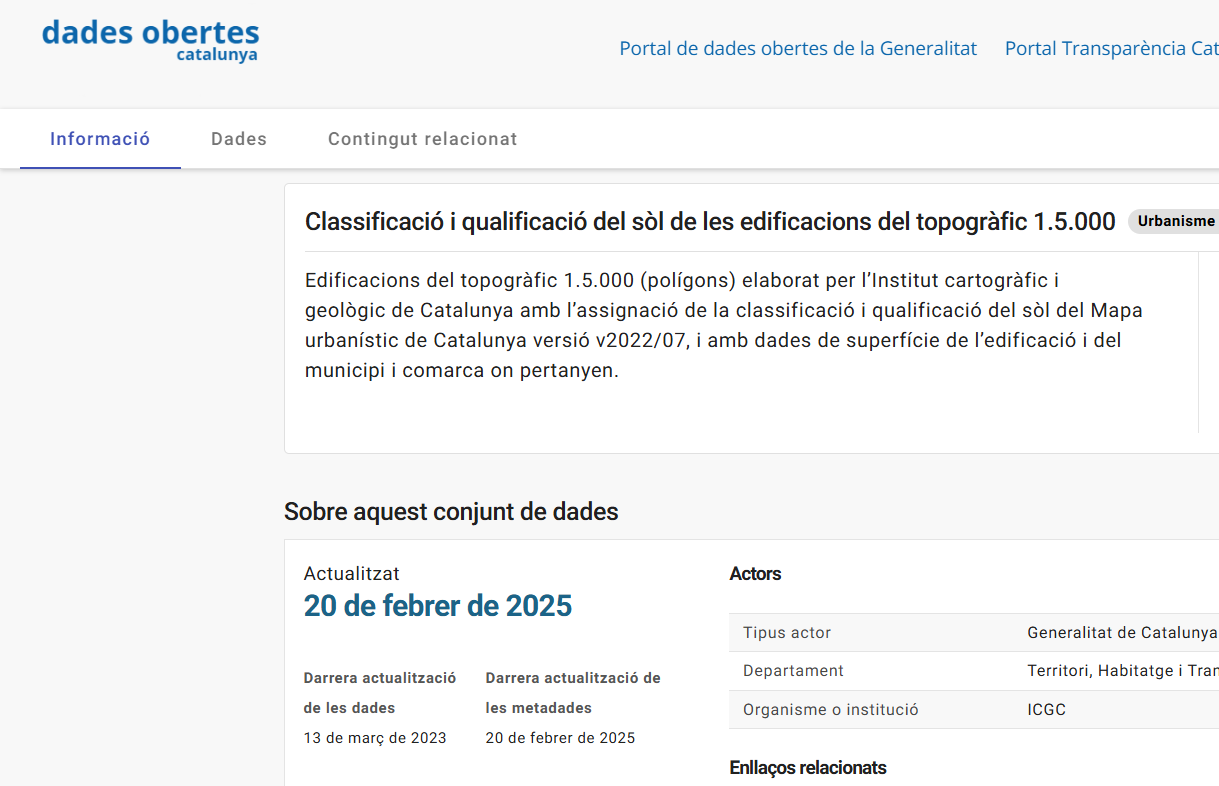 dades obertes
catalunya
Portal de dades obertes de la Generalitat
Portal Transparència Cat
Informació
Dades
Contingut relacionat
Classificació i qualificació del sòl de les edificacions del topogràfic 1.5.000
Urbanisme
Edificacions del topogràfic 1.5.000 (polígons) elaborat per l’Institut cartogràfic i
geològic de Catalunya amb l’assignació de la classificació i qualificació del sòl del Mapa
urbanístic de Catalunya versió v2022/07, i amb dades de superfície de l’edificació i del
municipi i comarca on pertanyen.
Sobre aquest conjunt de dades
Actualitzat
20 de febrer de 2025
Darrera actualització
de les dades
13 de març de 2023
Darrera actualització de
les metadades
20 de febrer de 2025
Actors
Tipus actor
Generalitat de Catalunya
Departament
Territori, Habitatge i Tran
Organisme o institució
ICGC
Enllaços relacionats